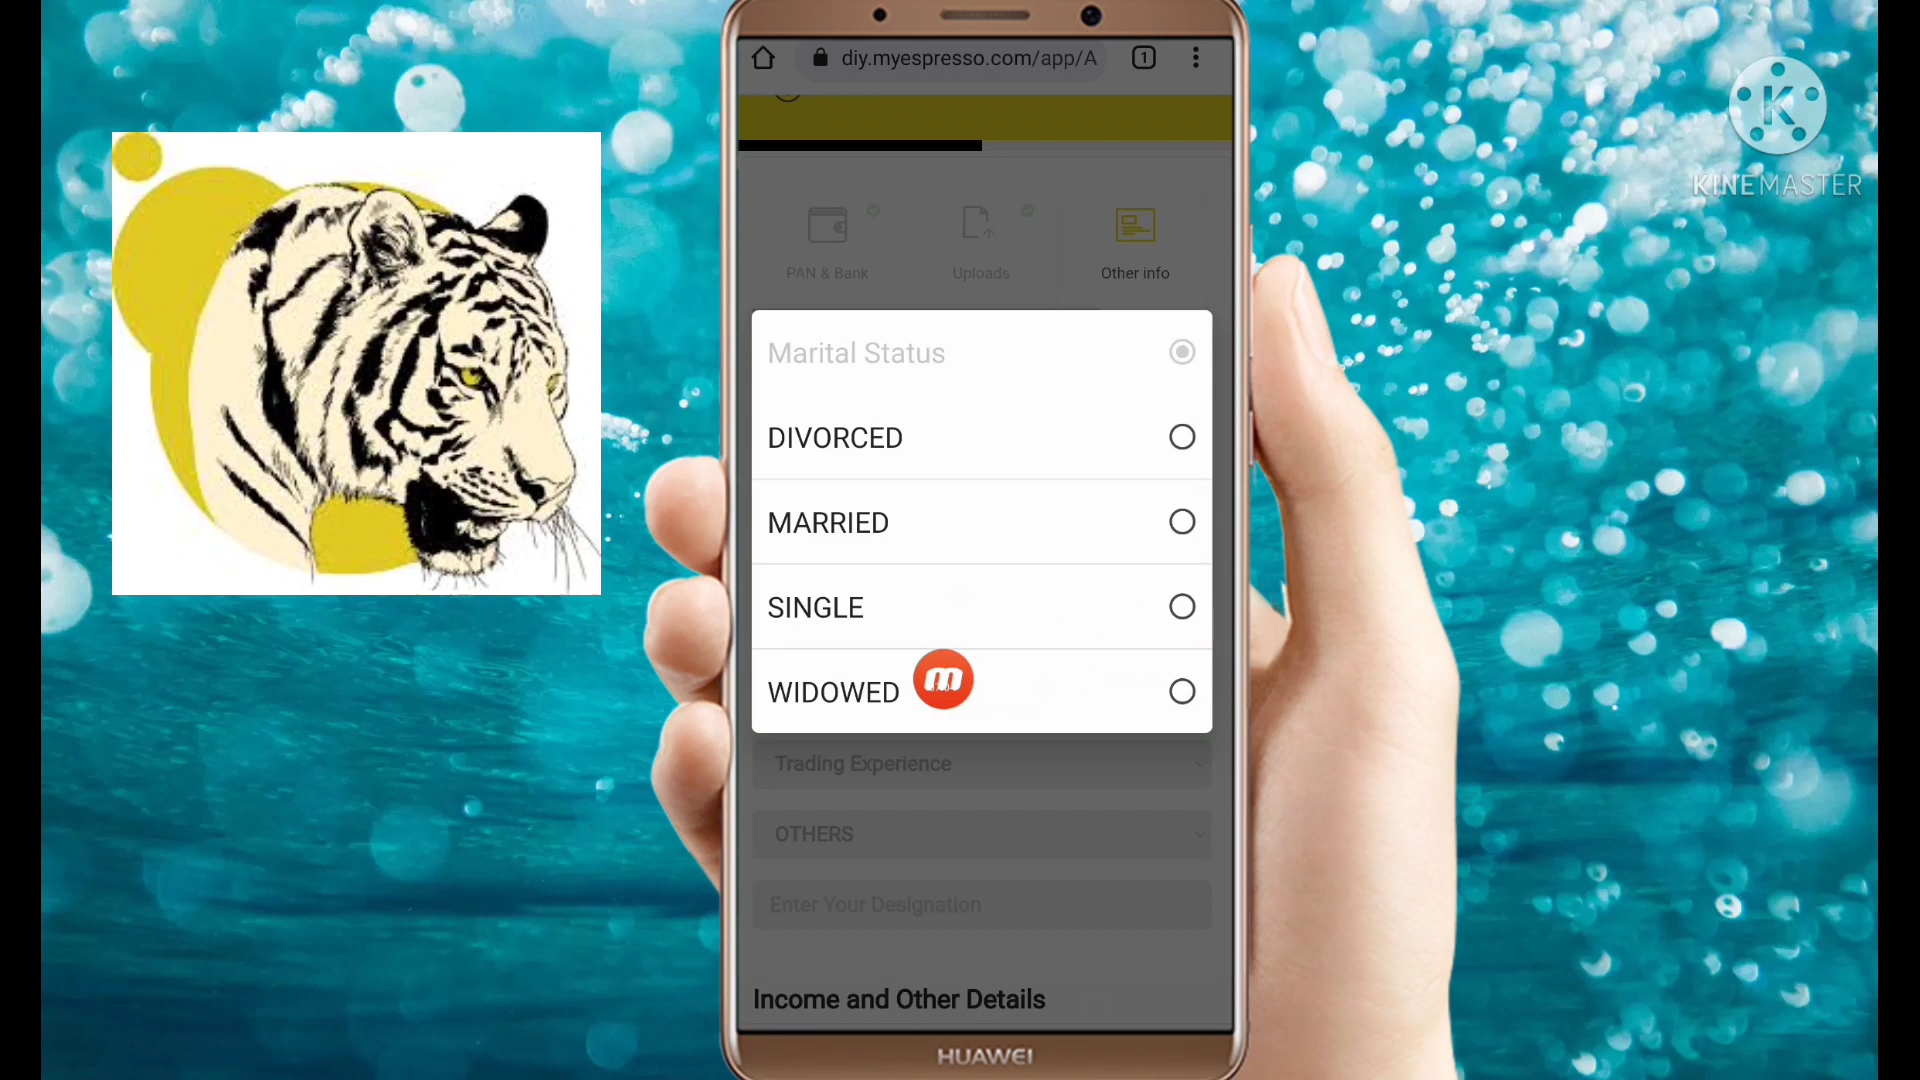 diy.myespresso.com/app/A
1
K
KINEMASTER
PAN & Bank
Uploads
Other info
Marital Status
DIVORCED
MARRIED
SINGLE
WIDOWED
m
Trading Experience
OTHERS
Enter Your Designation
Income and Other Details
HUAWEI